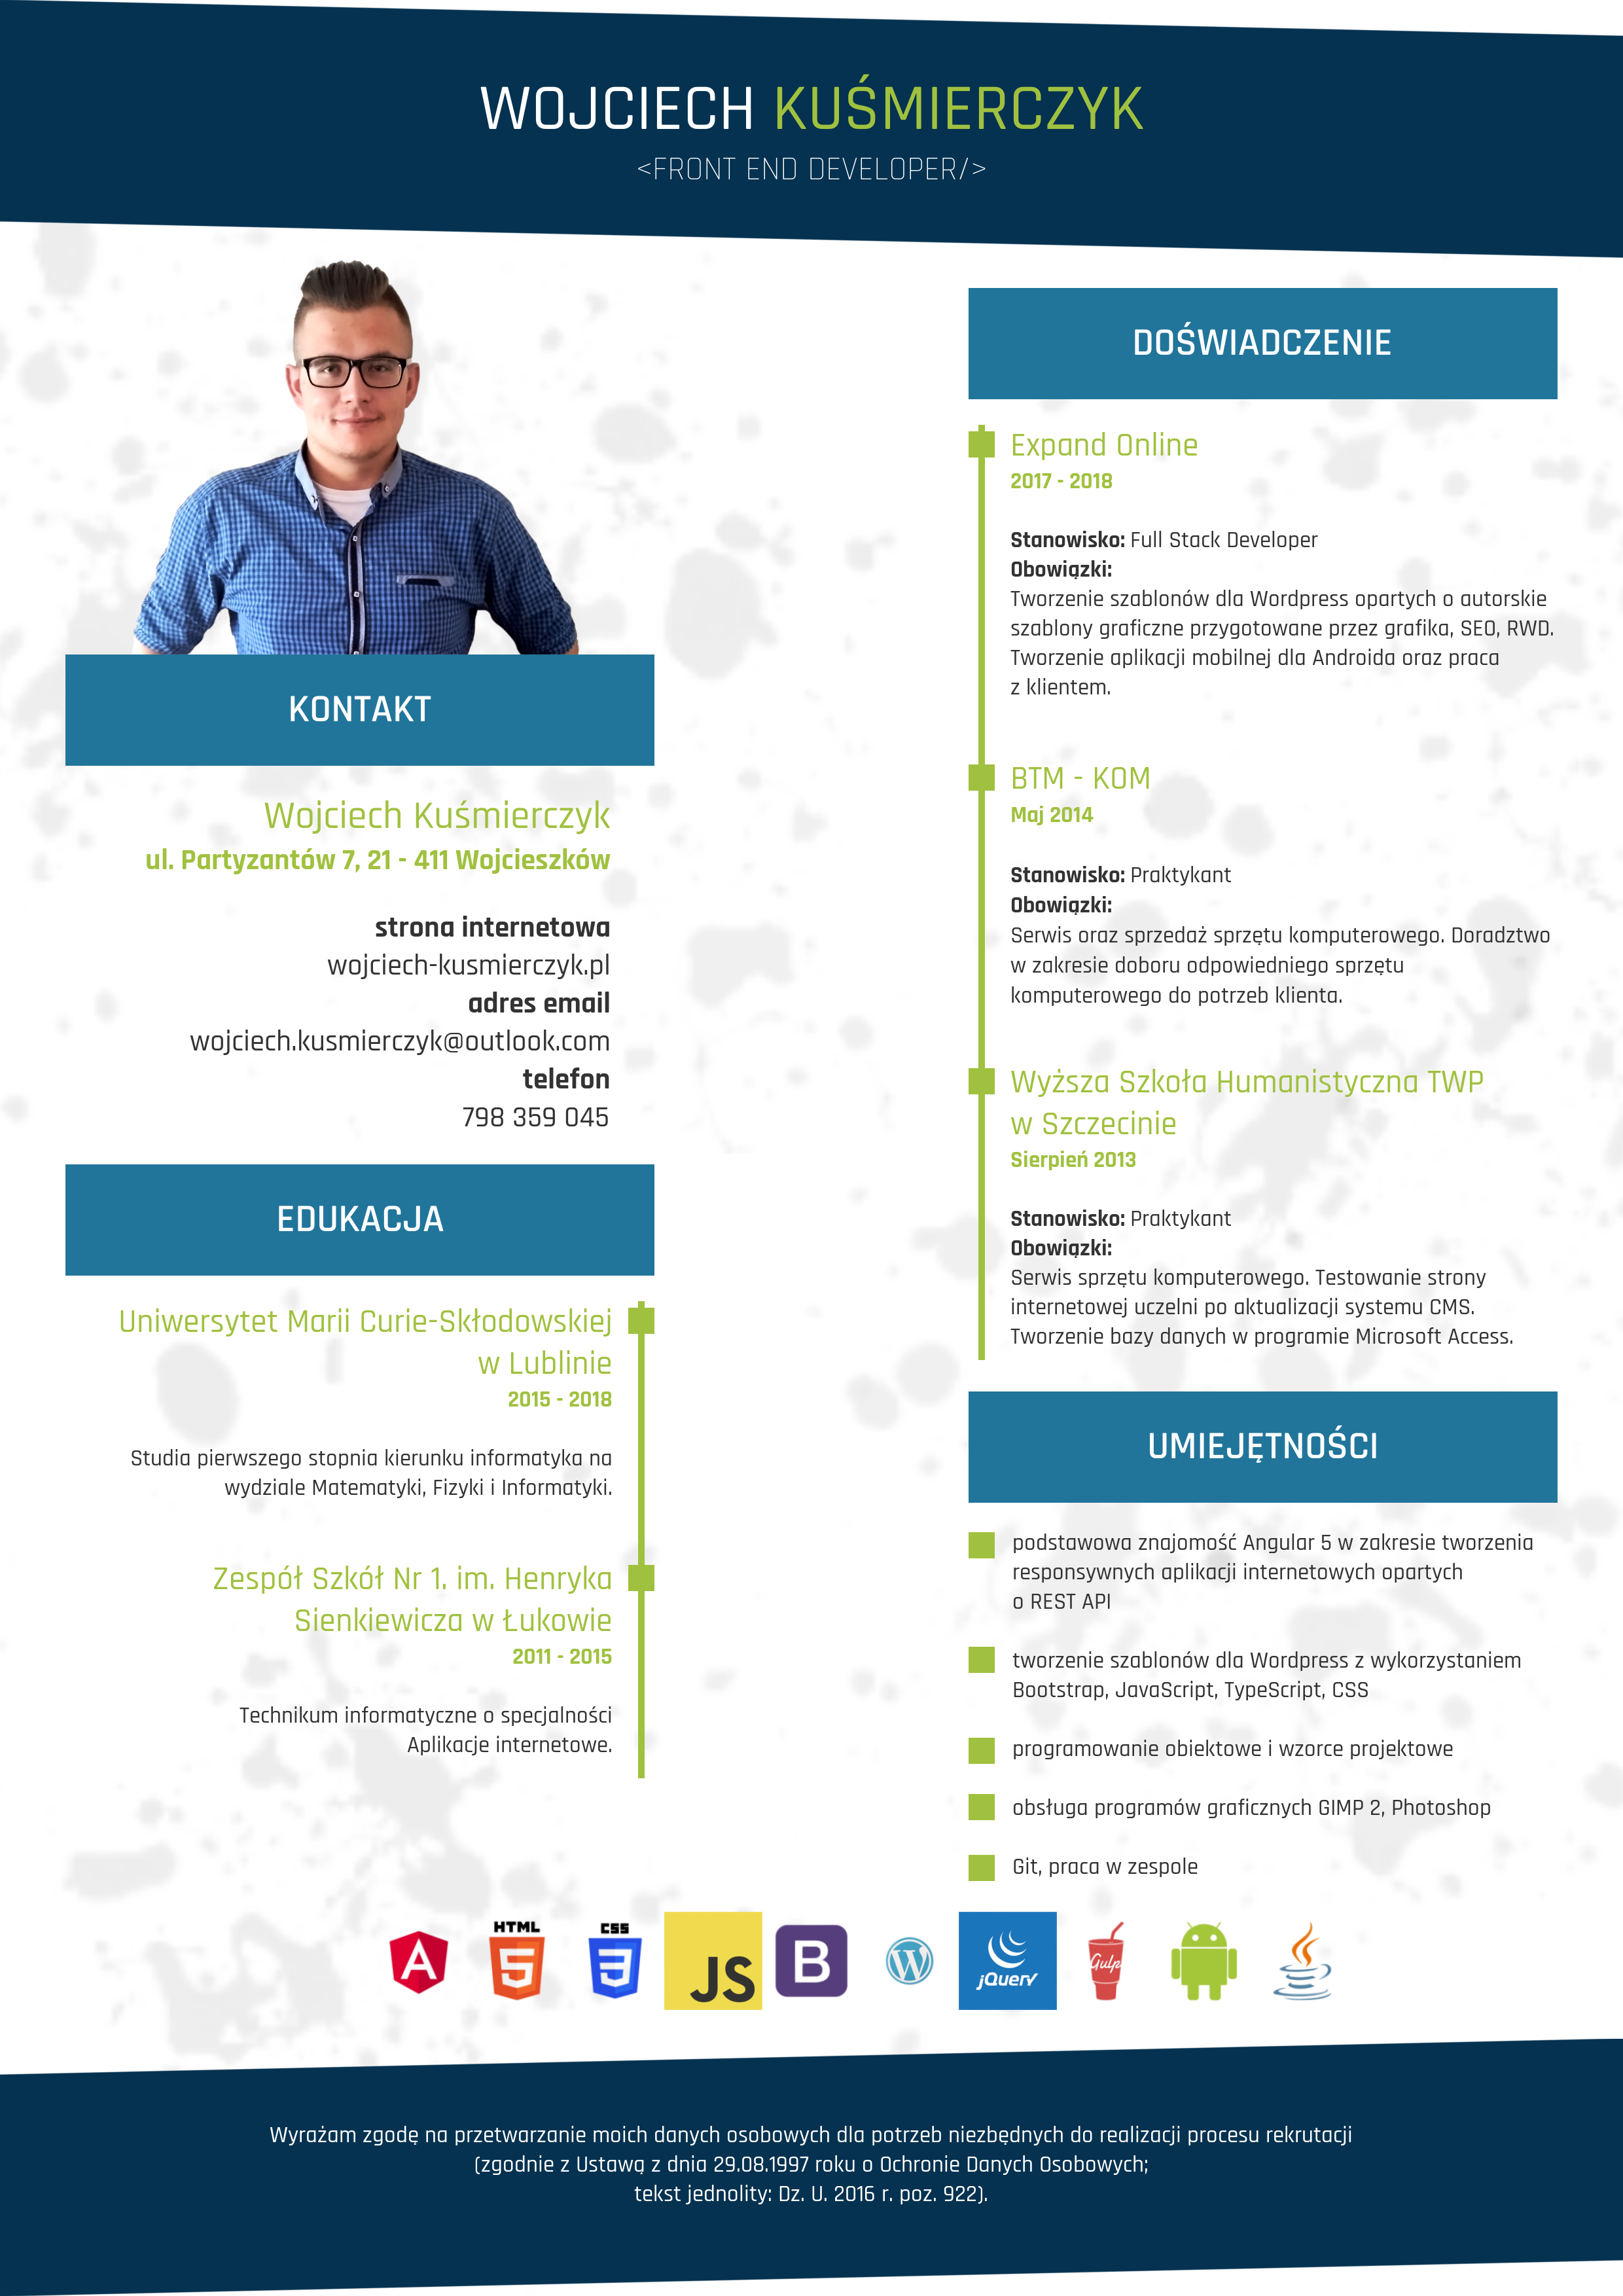 WOJCIECH KUŚMIERCZYK
<FRONT END DEVELOPER/>
KONTAKT
Wojciech Kuśmierczyk
ul. Partyzantów 7, 21 - 411 Wojcieszków
strona internetowa
wojciech-kusmierczyk.pl
adres email
wojciech.kusmierczyk@outlook.com
telefon
798 359 045
EDUKACJA
Uniwersytet Marii Curie-Skłodowskiej
w Lublinie
2015 - 2018
Studia pierwszego stopnia kierunku informatyka na
wydziale Matematyki, Fizyki i Informatyki.
Zespół Szkół Nr 1. im. Henryka
Sienkiewicza w Łukowie
2011 - 2015
Technikum informatyczne o specjalności
Aplikacje internetowe.
DOŚWIADCZENIE
Expand Online
2017 - 2018
Stanowisko: Full Stack Developer
Obowiązki:
Tworzenie szablonów dla Wordpress opartych o autorskie
szablony graficzne przygotowane przez grafika, SEO, RWD.
Tworzenie aplikacji mobilnej dla Androida oraz praca
z klientem.
BTM - KOM
Maj 2014
Stanowisko: Praktykant
Obowiązki:
Serwis oraz sprzedaż sprzętu komputerowego. Doradztwo
w zakresie doboru odpowiedniego sprzętu
komputerowego do potrzeb klienta.
Wyższa Szkoła Humanistyczna TWP
w Szczecinie
Sierpień 2013
Stanowisko: Praktykant
Obowiązki:
Serwis sprzętu komputerowego. Testowanie strony
internetowej uczelni po aktualizacji systemu CMS.
Tworzenie bazy danych w programie Microsoft Access.
UMIEJĘTNOŚCI
podstawowa znajomość Angular 5 w zakresie tworzenia
responsywnych aplikacji internetowych opartych
o REST API
tworzenie szablonów dla Wordpress z wykorzystaniem
Bootstrap, JavaScript, TypeScript, CSS
programowanie obiektowe i wzorce projektowe
obsługa programów graficznych GIMP 2, Photoshop
Git, praca w zespole
A HTML 5 CSS 3 JS B W jQuery Gulp
Wyrażam zgodę na przetwarzanie moich danych osobowych dla potrzeb niezbędnych do realizacji procesu rekrutacji
(zgodnie z Ustawą z dnia 29.08.1997 roku o Ochronie Danych Osobowych;
tekst jednolity: Dz. U. 2016 r. poz. 922).